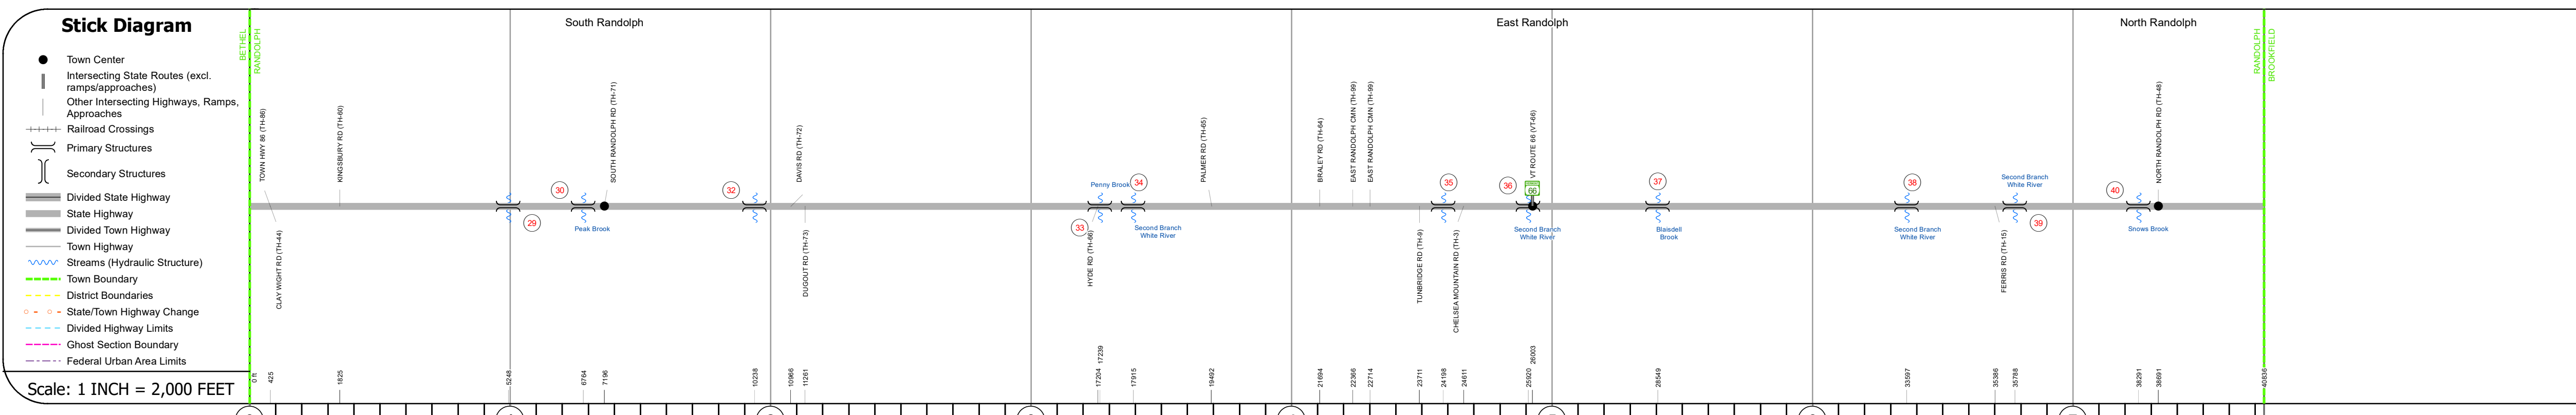 Stick Diagram
Town Center
Intersecting State Routes (excl.
ramps/approaches)
Other Intersecting Highways, Ramps,
Approaches
Railroad Crossings
Primary Structures
Secondary Structures
Divided State Highway
State Highway
Divided Town Highway
Town Highway
Streams (Hydraulic Structure)
Town Boundary
District Boundaries
State/Town Highway Change
Divided Highway Limits
Ghost Section Boundary
Federal Urban Area Limits
Scale: 1 INCH = 2,000 FEET
South Randolph
East Randolph
North Randolph
BETHEL
RANDOLPH
RANDOLPH
BROOKFIELD
TOWN HWY 86 (TH-86)
CLAY WIGHT RD (TH-44)
KINGSBURY RD (TH-60)
29
30
Peak Brook
SOUTH RANDOLPH RD (TH-71)
32
DAVIS RD (TH-72)
DUGOUT RD (TH-73)
Penny Brook
33
HYDE RD (TH-66)
34
Second Branch
White River
PALMER RD (TH-65)
BRALEY RD (TH-64)
EAST RANDOLPH CMN (TH-99)
EAST RANDOLPH CMN (TH-99)
TUNBRIDGE RD (TH-9)
35
CHELSEA MOUNTAIN RD (TH-3)
36
VT ROUTE 66 (VT-66)
66
Second Branch
White River
37
Blaisdell
Brook
38
Second Branch
White River
FERRIS RD (TH-15)
Second Branch
White River
39
40
Snows Brook
NORTH RANDOLPH RD (TH-48)
0 ft
425
1825
5248
6764
7196
10238
10966
11261
17204
17239
17915
19492
21694
22366
22714
23711
24198
24611
25920
26003
28549
33597
35386
35788
38291
38691
40836